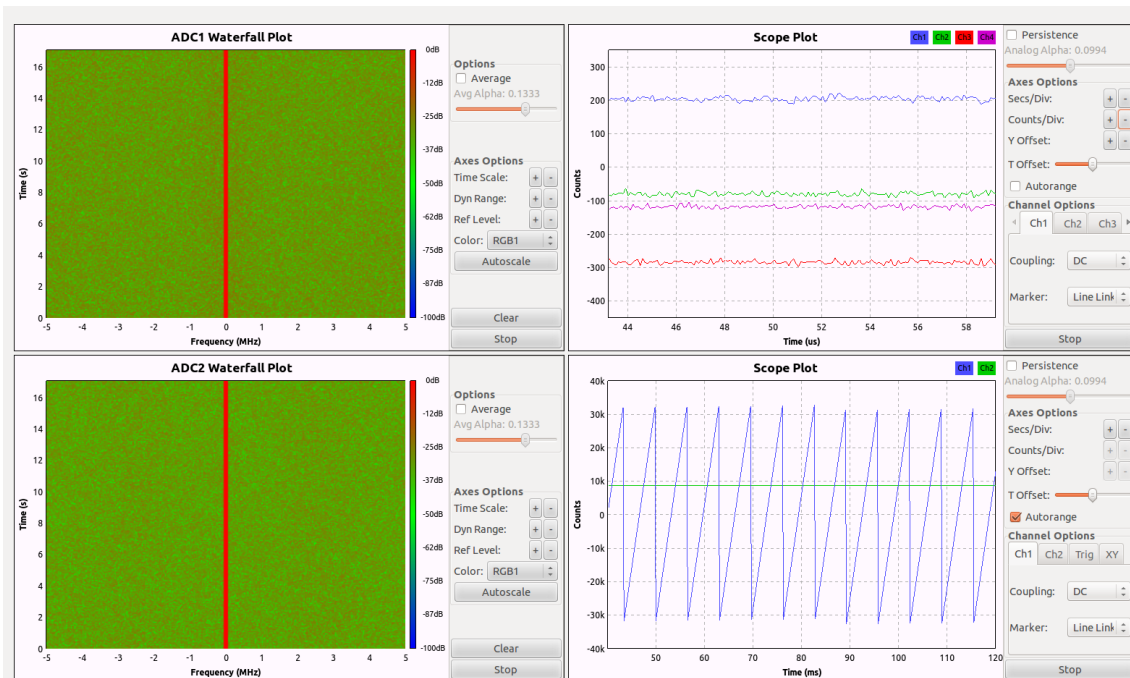 ADC1 Waterfall Plot
16
14
12
10
8
6
4
2
0
Time (s)
-5 -4 -3 -2 -1 0 1 2 3 4 5
Frequency (MHz)
0dB
-12dB
-25dB
-37dB
-50dB
-62dB
-75dB
-87dB
-100dB
Options
Average
Avg Alpha: 0.1333
Axes Options
Time Scale: + -
Dyn Range: + -
Ref Level: + -
Color: RGB1
Autoscale
Clear
Stop
Scope Plot
Ch1 Ch2 Ch3 Ch4
300
200
100
0
-100
-200
-300
-400
Counts
44 46 48 50 52 54 56 58
Time (us)
Persistence
Analog Alpha: 0.0994
Axes Options
Secs/Div: + -
Counts/Div: + -
Y Offset: + -
T Offset:
Autorange
Channel Options
Ch1 Ch2 Ch3
Coupling: DC
Marker: Line Link
Stop
ADC2 Waterfall Plot
16
14
12
10
8
6
4
2
0
Time (s)
-5 -4 -3 -2 -1 0 1 2 3 4 5
Frequency (MHz)
0dB
-12dB
-25dB
-37dB
-50dB
-62dB
-75dB
-87dB
-100dB
Options
Average
Avg Alpha: 0.1333
Axes Options
Time Scale: + -
Dyn Range: + -
Ref Level: + -
Color: RGB1
Autoscale
Clear
Stop
Scope Plot
Ch1 Ch2
40k
30k
20k
10k
0
-10k
-20k
-30k
-40k
Counts
50 60 70 80 90 100 110 120
Time (ms)
Persistence
Analog Alpha: 0.0994
Axes Options
Secs/Div: + -
Counts/Div: + -
Y Offset: + -
T Offset:
Autorange
Channel Options
Ch1 Ch2 Trig XY
Coupling: DC
Marker: Line Link
Stop